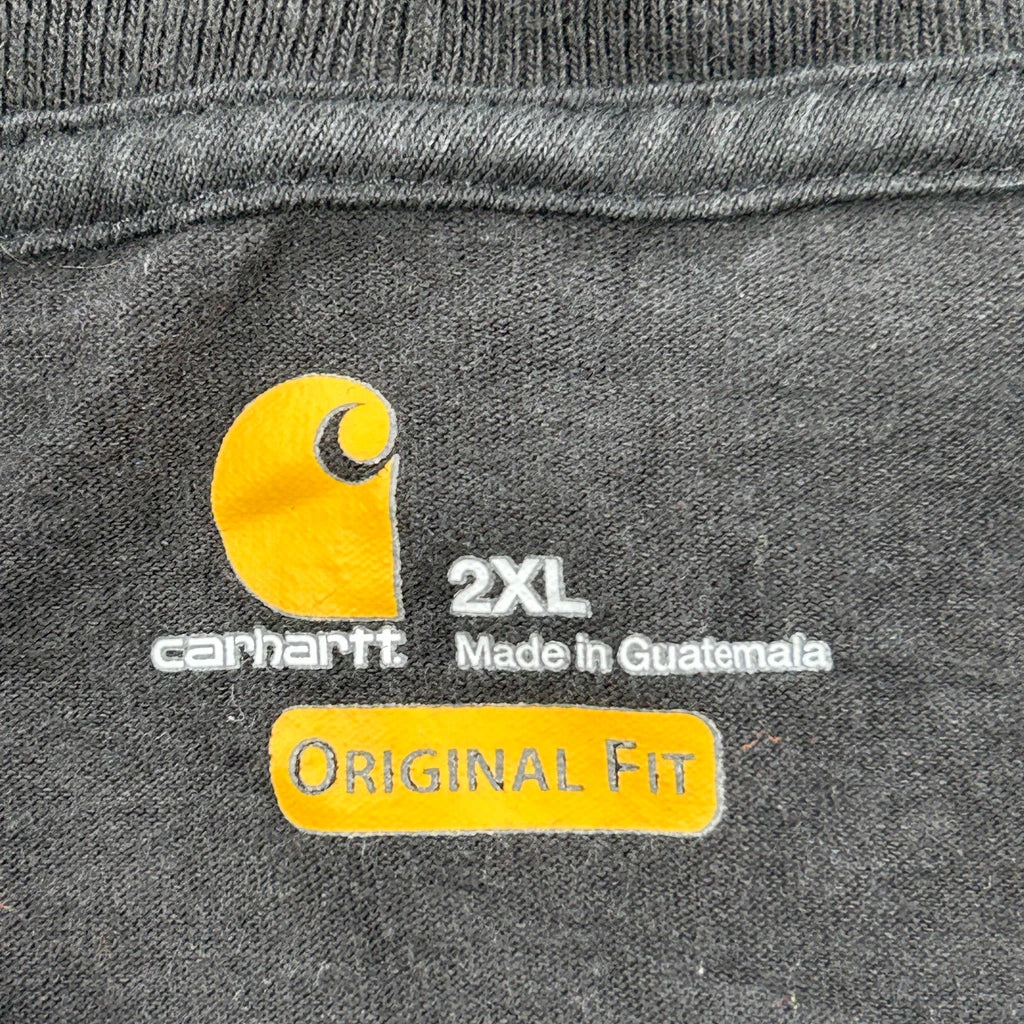 2XL
carhartt
Made in Guatemala
ORIGINAL FIT